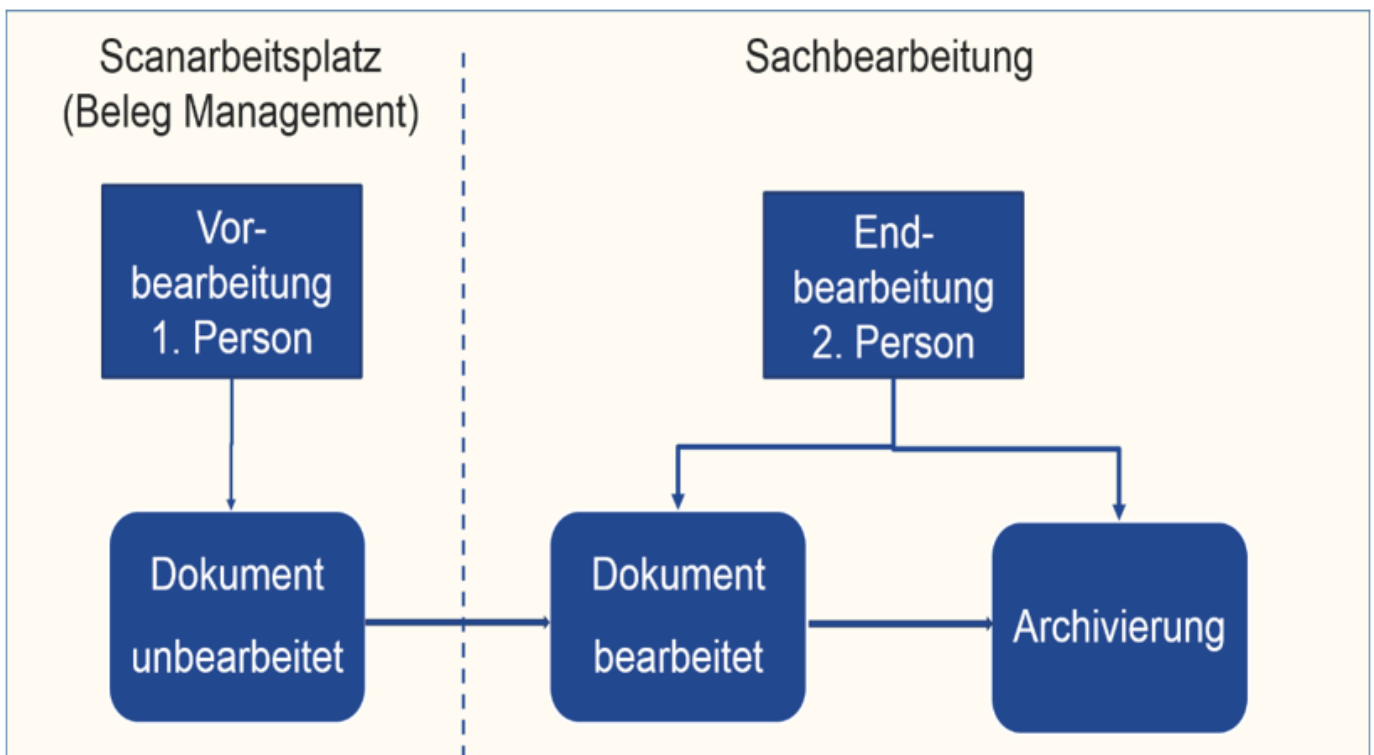 Scanarbeitsplatz
(Beleg Management)
Sachbearbeitung
Vor-
bearbeitung
1. Person
End-
bearbeitung
2. Person
Dokument
unbearbeitet
Dokument
bearbeitet
Archivierung